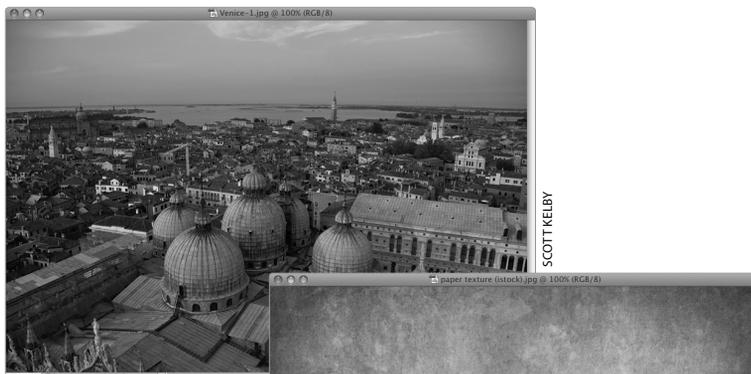 Venice-1.jpg @ 100% (RGB/8)
SCOTT KELBY
paper texture (istock).jpg @ 100% (RGB/8)